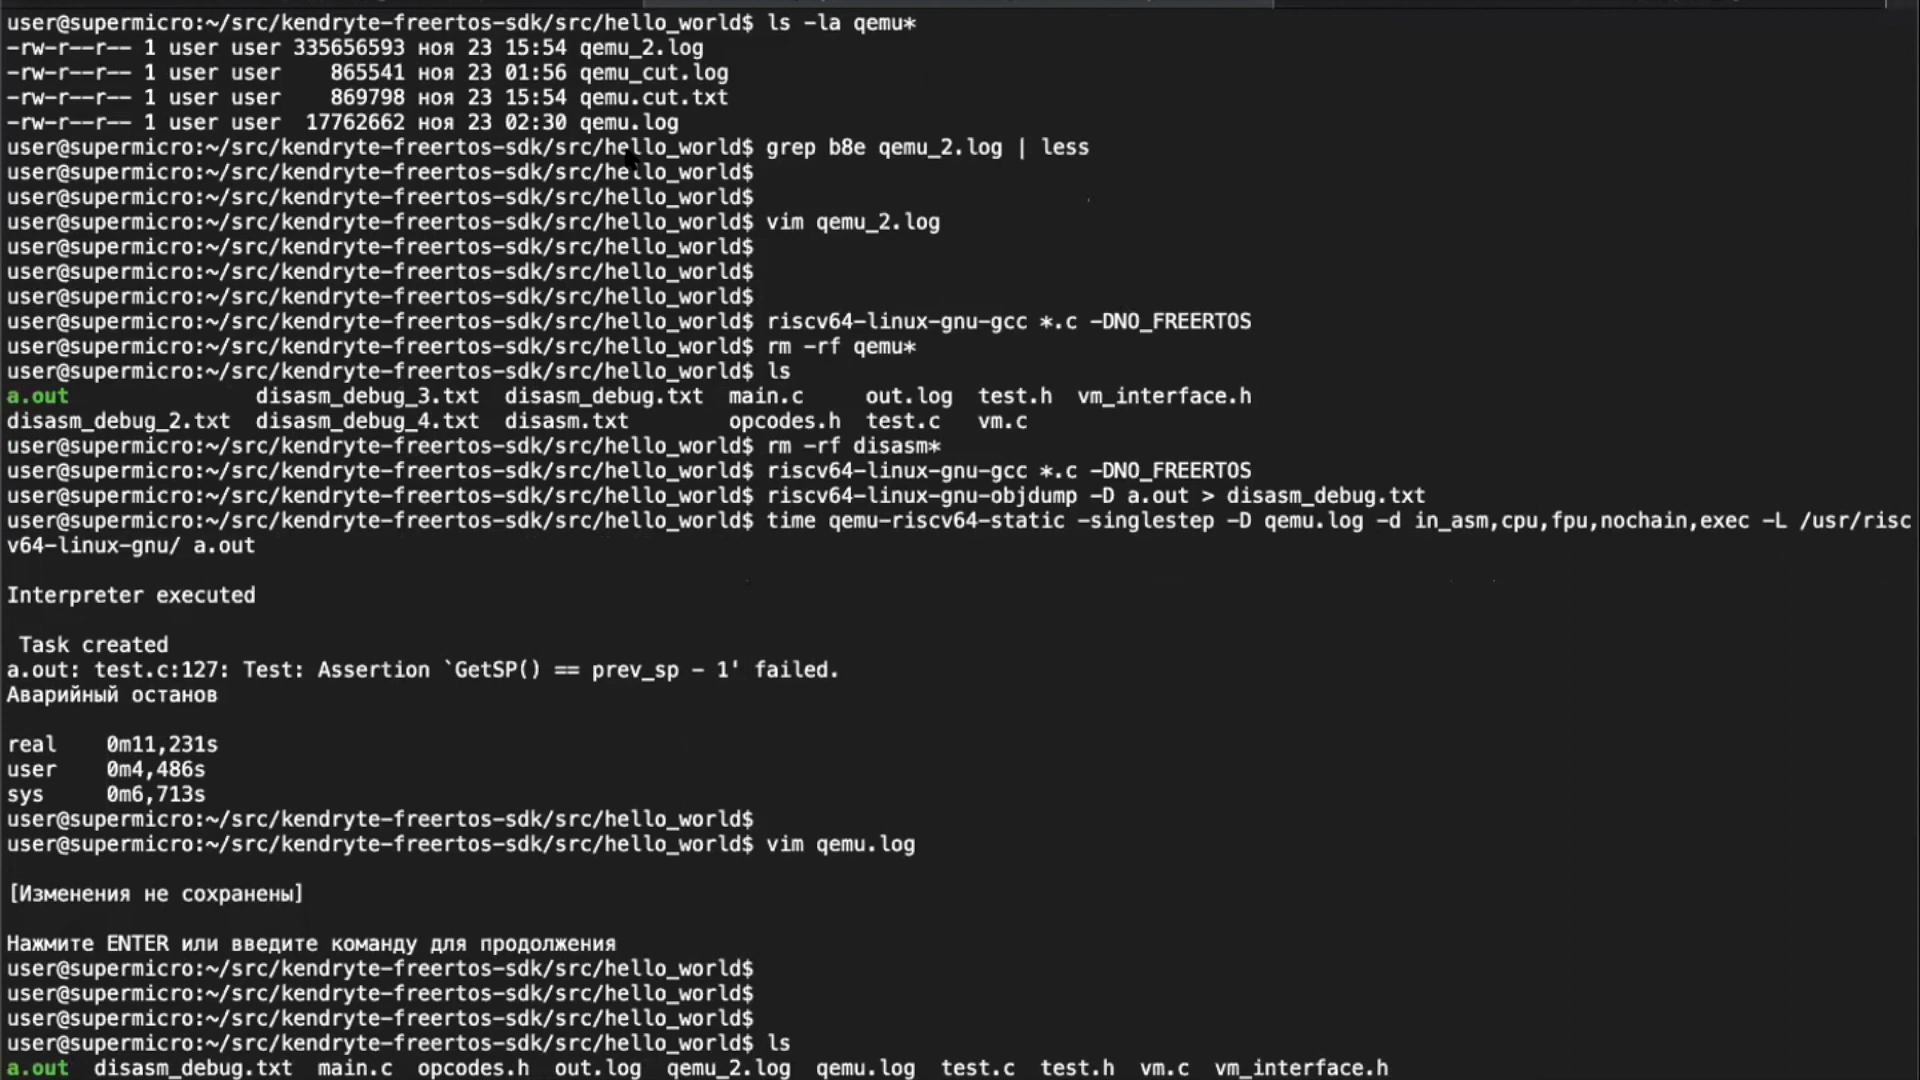 user@supermicro:~/src/kendryte-freertos-sdk/src/hello_world$ ls -la qemu*
-rw-r--r-- 1 user user 335656593 ноя 23 15:54 qemu_2.log
-rw-r--r-- 1 user user    865541 ноя 23 01:56 qemu_cut.log
-rw-r--r-- 1 user user    869798 ноя 23 15:54 qemu.cut.txt
-rw-r--r-- 1 user user  17762662 ноя 23 02:30 qemu.log
user@supermicro:~/src/kendryte-freertos-sdk/src/hello_world$ grep b8e qemu_2.log | less
user@supermicro:~/src/kendryte-freertos-sdk/src/hello_world$
user@supermicro:~/src/kendryte-freertos-sdk/src/hello_world$
user@supermicro:~/src/kendryte-freertos-sdk/src/hello_world$ vim qemu_2.log
user@supermicro:~/src/kendryte-freertos-sdk/src/hello_world$
user@supermicro:~/src/kendryte-freertos-sdk/src/hello_world$
user@supermicro:~/src/kendryte-freertos-sdk/src/hello_world$
user@supermicro:~/src/kendryte-freertos-sdk/src/hello_world$ riscv64-linux-gnu-gcc *.c -DNO_FREERTOS
user@supermicro:~/src/kendryte-freertos-sdk/src/hello_world$ rm -rf qemu*
user@supermicro:~/src/kendryte-freertos-sdk/src/hello_world$ ls
a.out               disasm_debug_3.txt  disasm_debug.txt  main.c     out.log  test.h  vm_interface.h
disasm_debug_2.txt  disasm_debug_4.txt  disasm.txt        opcodes.h  test.c   vm.c
user@supermicro:~/src/kendryte-freertos-sdk/src/hello_world$ rm -rf disasm*
user@supermicro:~/src/kendryte-freertos-sdk/src/hello_world$ riscv64-linux-gnu-gcc *.c -DNO_FREERTOS
user@supermicro:~/src/kendryte-freertos-sdk/src/hello_world$ riscv64-linux-gnu-objdump -D a.out > disasm_debug.txt
user@supermicro:~/src/kendryte-freertos-sdk/src/hello_world$ time qemu-riscv64-static -singlestep -D qemu.log -d in_asm,cpu,fpu,nochain,exec -L /usr/risc
v64-linux-gnu/ a.out
Interpreter executed
 Task created
a.out: test.c:127: Test: Assertion `GetSP() == prev_sp - 1' failed.
Аварийный останов
real    0m11,231s
user    0m4,486s
sys     0m6,713s
user@supermicro:~/src/kendryte-freertos-sdk/src/hello_world$
user@supermicro:~/src/kendryte-freertos-sdk/src/hello_world$ vim qemu.log
[Изменения не сохранены]
Нажмите ENTER или введите команду для продолжения
user@supermicro:~/src/kendryte-freertos-sdk/src/hello_world$
user@supermicro:~/src/kendryte-freertos-sdk/src/hello_world$
user@supermicro:~/src/kendryte-freertos-sdk/src/hello_world$
user@supermicro:~/src/kendryte-freertos-sdk/src/hello_world$ ls
a.out  disasm_debug.txt  main.c  opcodes.h  out.log  qemu_2.log  qemu.log  test.c  test.h  vm.c  vm_interface.h